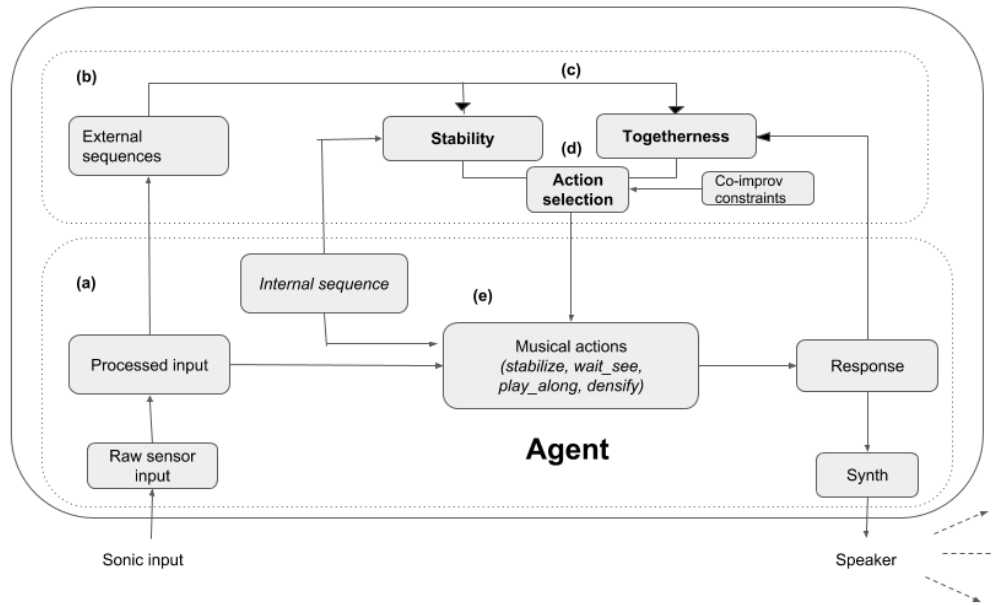 (b)
(c)
External
sequences
Stability
Togetherness
(d)
Action
selection
Co-improv
constraints
(a)
Internal sequence
(e)
Processed input
Musical actions
(stabilize, wait_see,
play_along, densify)
Response
Agent
Raw sensor
input
Synth
Sonic input
Speaker